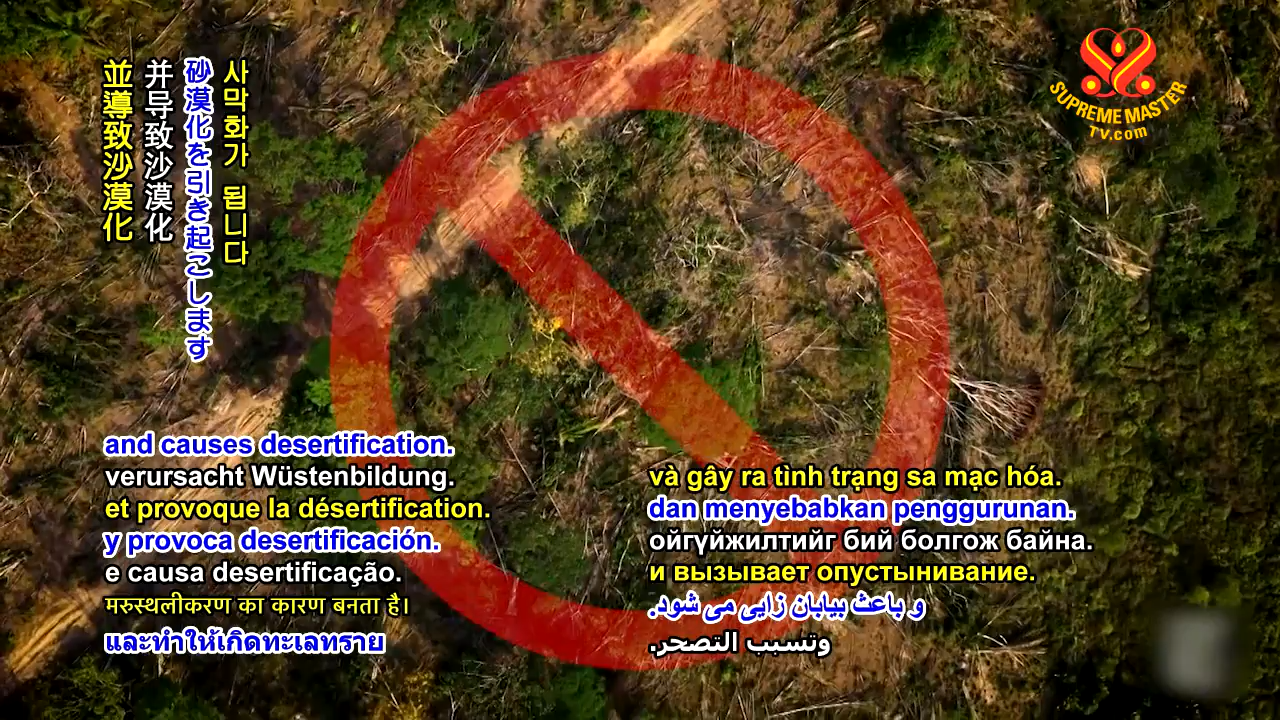 並導致沙漠化
并导致沙漠化
砂漠化を引き起こします
사막화가 됩니다
SUPREME MASTER
TV.com
and causes desertification.
verursacht Wüstenbildung.
et provoque la désertification.
y provoca desertificación.
e causa desertificação.
मरुस्थलीकरण का कारण बनता है।
และทำให้เกิดทะเลทราย
và gây ra tình trạng sa mạc hóa.
dan menyebabkan penggurunan.
ойгүйжилтийг бий болгож байна.
и вызывает опустынивание.
و باعث بیابان زایی می شود.
وتسبب التصحر.